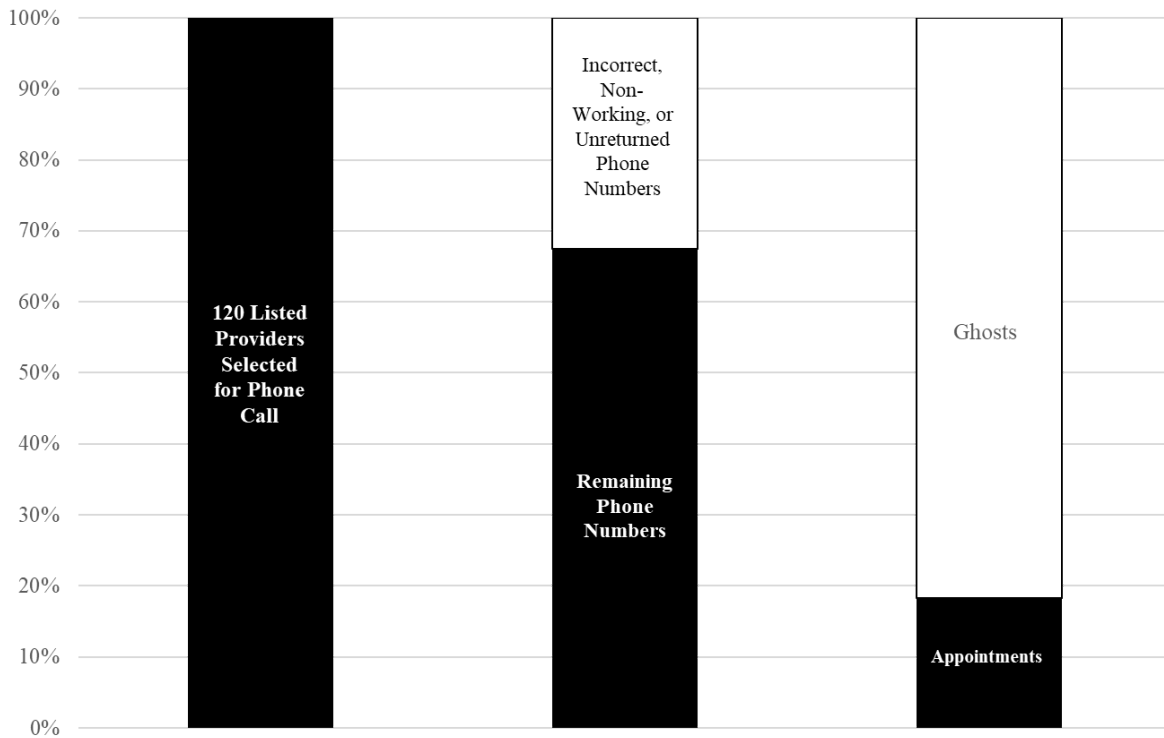 100%
90%
80%
70%
60%
50%
40%
30%
20%
10%
0%
120 Listed
Providers
Selected
for Phone
Call
Incorrect,
Non-
Working, or
Unreturned
Phone
Numbers
Remaining
Phone
Numbers
Ghosts
Appointments